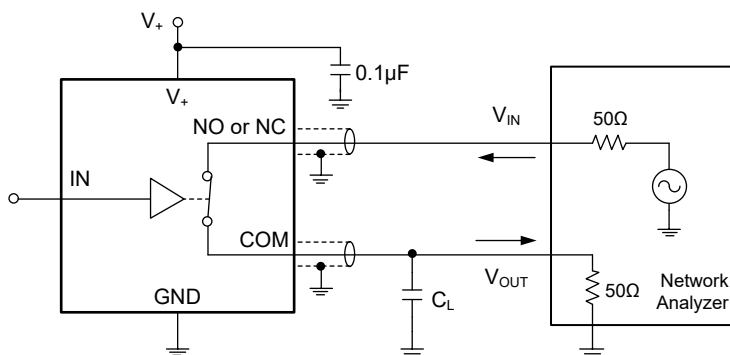 V+
0.1µF
V+
NO or NC
VIN
50Ω
IN
COM
VOUT
CL
50Ω
Network
Analyzer
GND